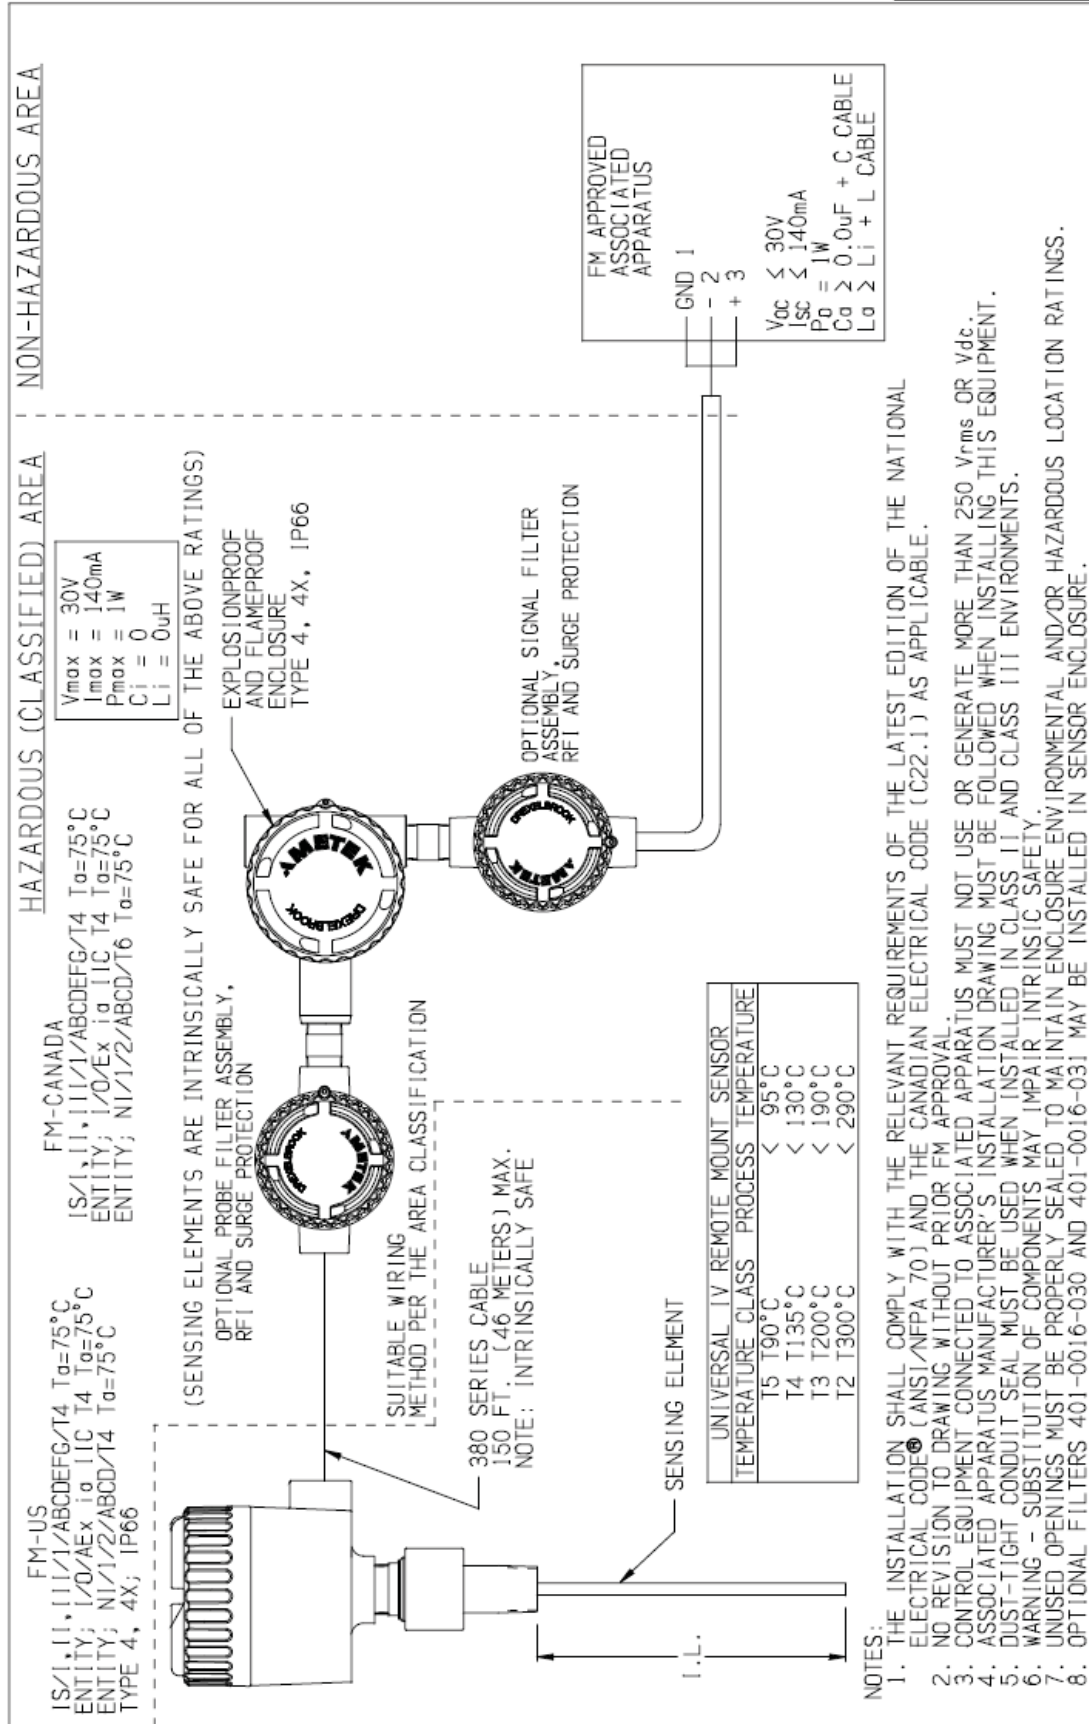 HAZARDOUS (CLASSIFIED) AREA
NON-HAZARDOUS AREA
FM-US
IS/I,II,III/1/ABCDEFG/T4 Ta=75°C
ENTITY; I/0/AEx ia IIC T4 Ta=75°C
ENTITY; NI/1/2/ABCD/T4 Ta=75°C
TYPE 4, 4X; IP66
FM-CANADA
IS/I,II,III/1/ABCDEFG/T4 Ta=75°C
ENTITY; I/0/Ex ia IIC T4 Ta=75°C
ENTITY; NI/1/2/ABCD/T6 Ta=75°C
Vmax = 30V
Imax = 140mA
Pmax = 1W
Ci = 0
Li = 0uH
(SENSING ELEMENTS ARE INTRINSICALLY SAFE FOR ALL OF THE ABOVE RATINGS)
OPTIONAL PROBE FILTER ASSEMBLY,
RFI AND SURGE PROTECTION
EXPLOSIONPROOF
AND FLAMEPROOF
ENCLOSURE
TYPE 4, 4X, IP66
DREXELBROOK
AMETEK
DREXELBROOK
AMETEK
DREXELBROOK
AMETEK
SUITABLE WIRING
METHOD PER THE AREA CLASSIFICATION
380 SERIES CABLE
150 FT. (46 METERS) MAX.
NOTE: INTRINSICALLY SAFE
OPTIONAL SIGNAL FILTER
ASSEMBLY,
RFI AND SURGE PROTECTION
FM APPROVED
ASSOCIATED
APPARATUS
GND 1
- 2
+ 3
Voc ≤ 30V
Isc ≤ 140mA
Po = 1W
Ca ≥ 0.0uF + C CABLE
La ≥ Li + L CABLE
SENSING ELEMENT
I.L.
UNIVERSAL IV REMOTE MOUNT SENSOR
TEMPERATURE CLASS PROCESS TEMPERATURE
T5 T90°C < 95°C
T4 T135°C < 130°C
T3 T200°C < 190°C
T2 T300°C < 290°C
NOTES:
1. THE INSTALLATION SHALL COMPLY WITH THE RELEVANT REQUIREMENTS OF THE LATEST EDITION OF THE NATIONAL
ELECTRICAL CODE® (ANSI/NFPA 70) AND THE CANADIAN ELECTRICAL CODE (C22.1) AS APPLICABLE.
2. NO REVISION TO DRAWING WITHOUT PRIOR FM APPROVAL.
3. CONTROL EQUIPMENT CONNECTED TO ASSOCIATED APPARATUS MUST NOT USE OR GENERATE MORE THAN 250 Vrms OR Vdc.
4. ASSOCIATED APPARATUS MANUFACTURER'S INSTALLATION DRAWING MUST BE FOLLOWED WHEN INSTALLING THIS EQUIPMENT.
5. DUST-TIGHT CONDUIT SEAL MUST BE USED WHEN INSTALLED IN CLASS II AND CLASS III ENVIRONMENTS.
6. WARNING - SUBSTITUTION OF COMPONENTS MAY IMPAIR INTRINSIC SAFETY.
7. UNUSED OPENINGS MUST BE PROPERLY SEALED TO MAINTAIN ENCLOSURE ENVIRONMENTAL AND/OR HAZARDOUS LOCATION RATINGS.
8. OPTIONAL FILTERS 401-0016-030 AND 401-0016-031 MAY BE INSTALLED IN SENSOR ENCLOSURE.